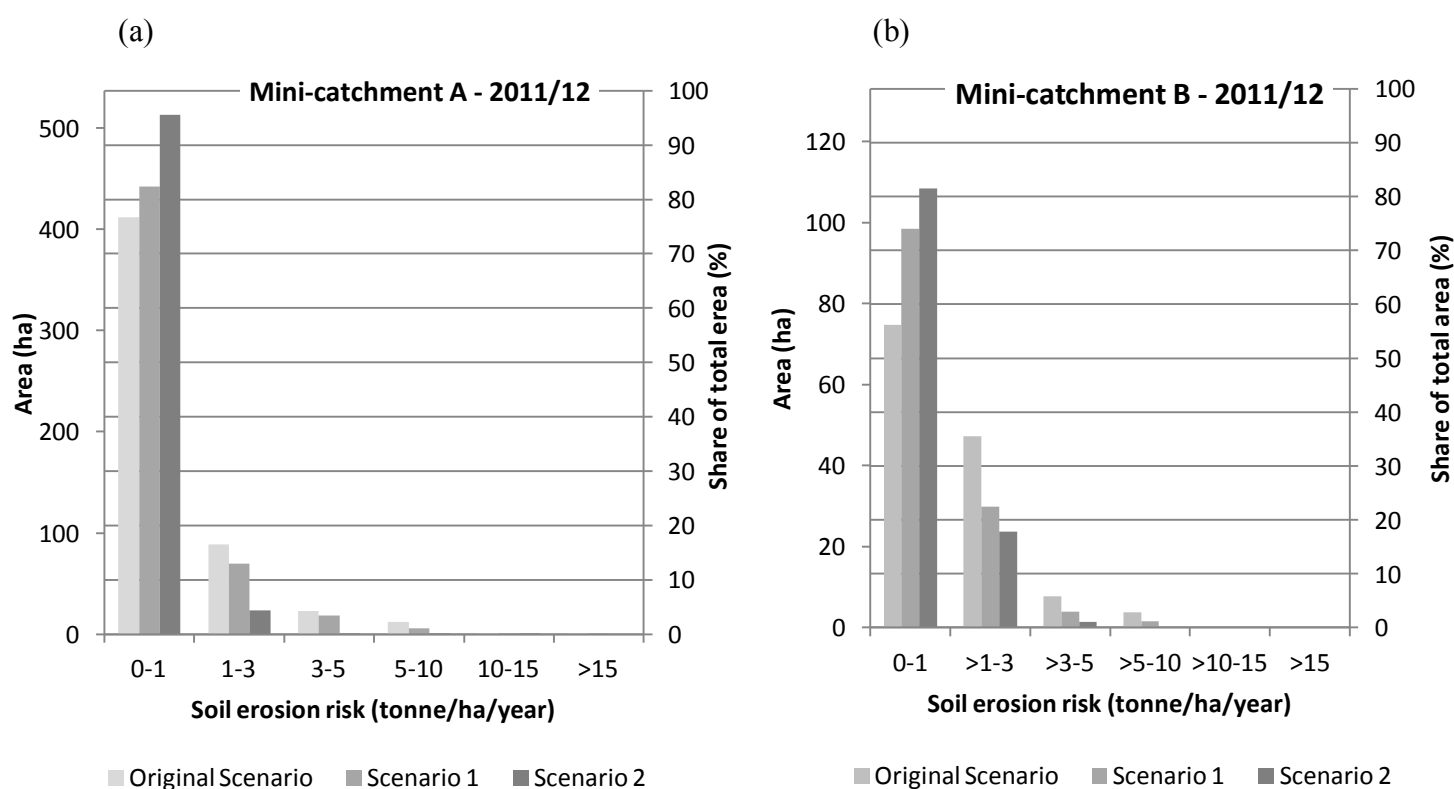 (a)
Mini-catchment A - 2011/12
Area (ha)
500
400
300
200
100
0
100
90
80
70
60
50
40
30
20
10
0
Share of total erea (%)
0-1 1-3 3-5 5-10 10-15 >15
Soil erosion risk (tonne/ha/year)
Original Scenario Scenario 1 Scenario 2
(b)
Mini-catchment B - 2011/12
Area (ha)
120
100
80
60
40
20
0
100
90
80
70
60
50
40
30
20
10
0
Share of total area (%)
0-1 >1-3 >3-5 >5-10 >10-15 >15
Soil erosion risk (tonne/ha/year)
Original Scenario Scenario 1 Scenario 2